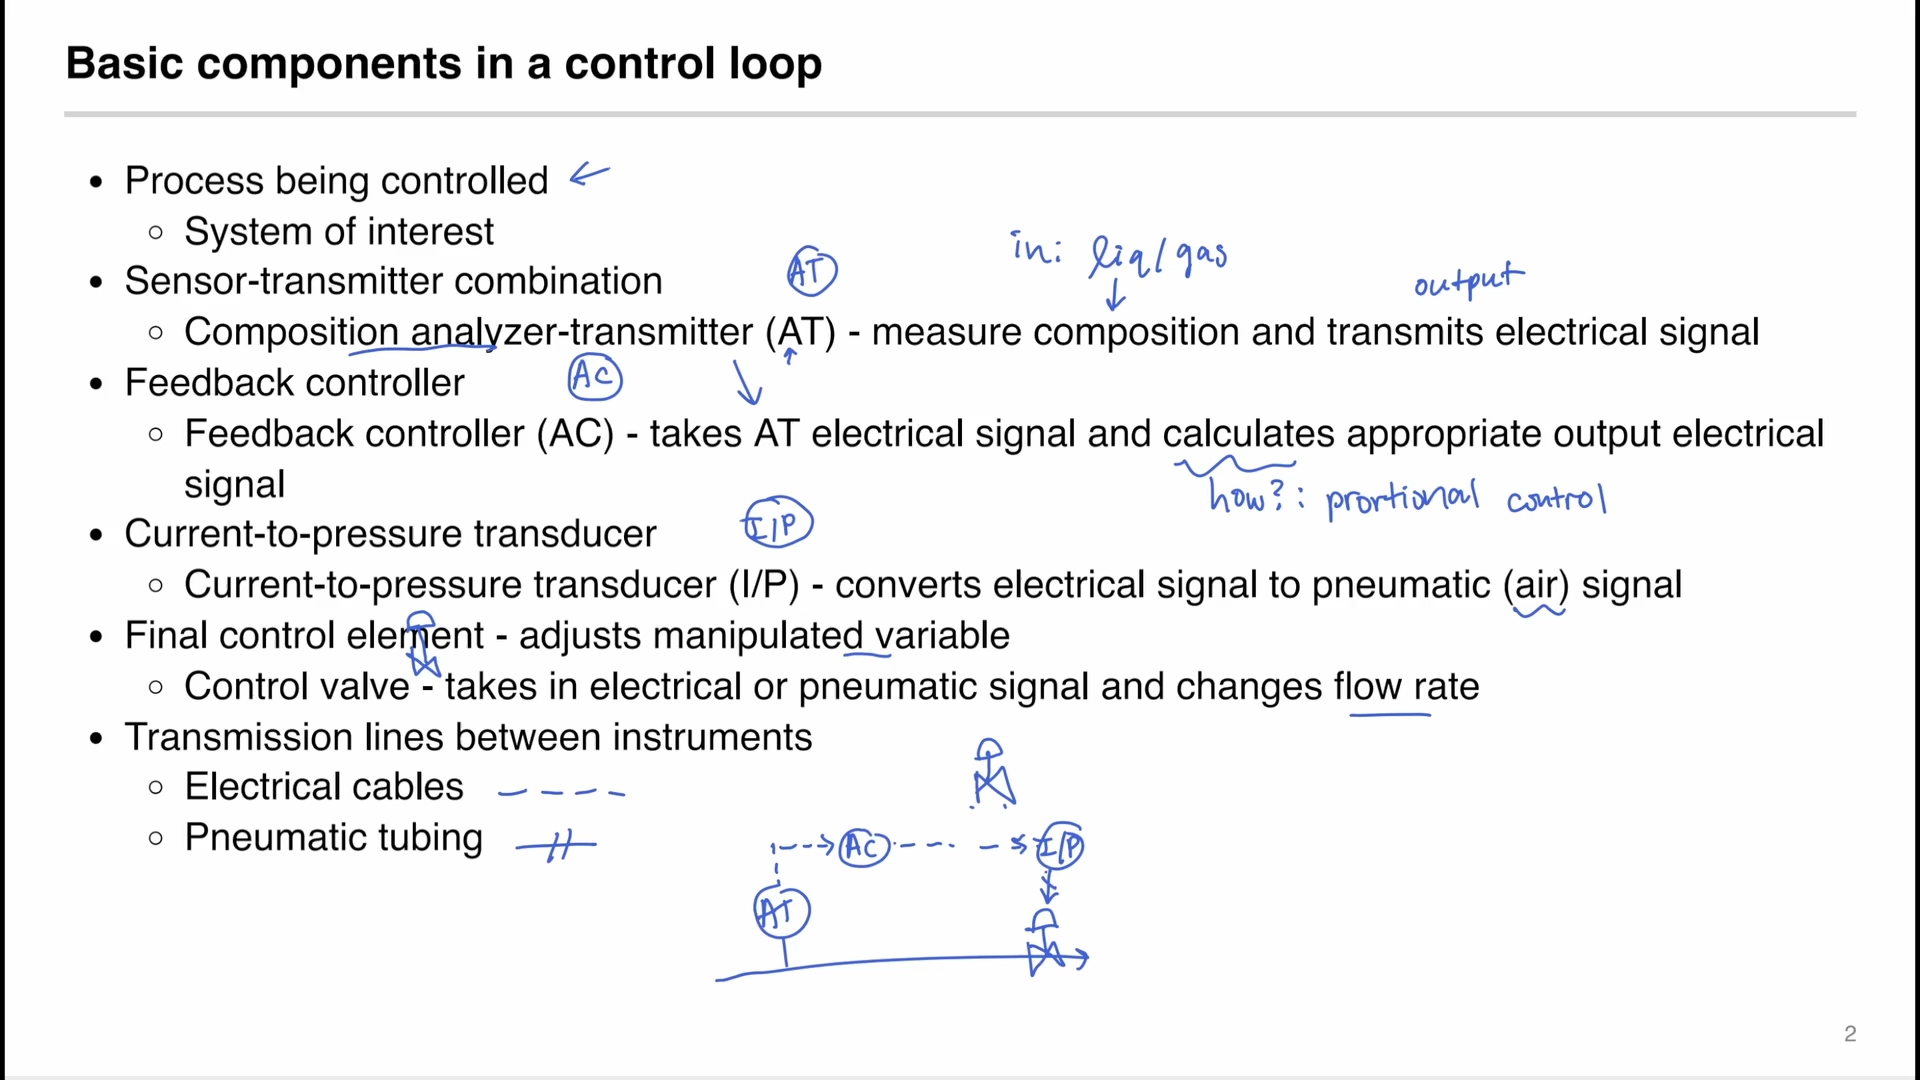 Basic components in a control loop
• Process being controlled
○ System of interest
in: liq/gas
• Sensor-transmitter combination
AT
output
○ Composition analyzer-transmitter (AT) - measure composition and transmits electrical signal
• Feedback controller
AC
○ Feedback controller (AC) - takes AT electrical signal and calculates appropriate output electrical
signal
how?: prortional control
• Current-to-pressure transducer
I/P
○ Current-to-pressure transducer (I/P) - converts electrical signal to pneumatic (air) signal
• Final control element - adjusts manipulated variable
○ Control valve - takes in electrical or pneumatic signal and changes flow rate
• Transmission lines between instruments
○ Electrical cables
○ Pneumatic tubing
AC
I/P
AT
2